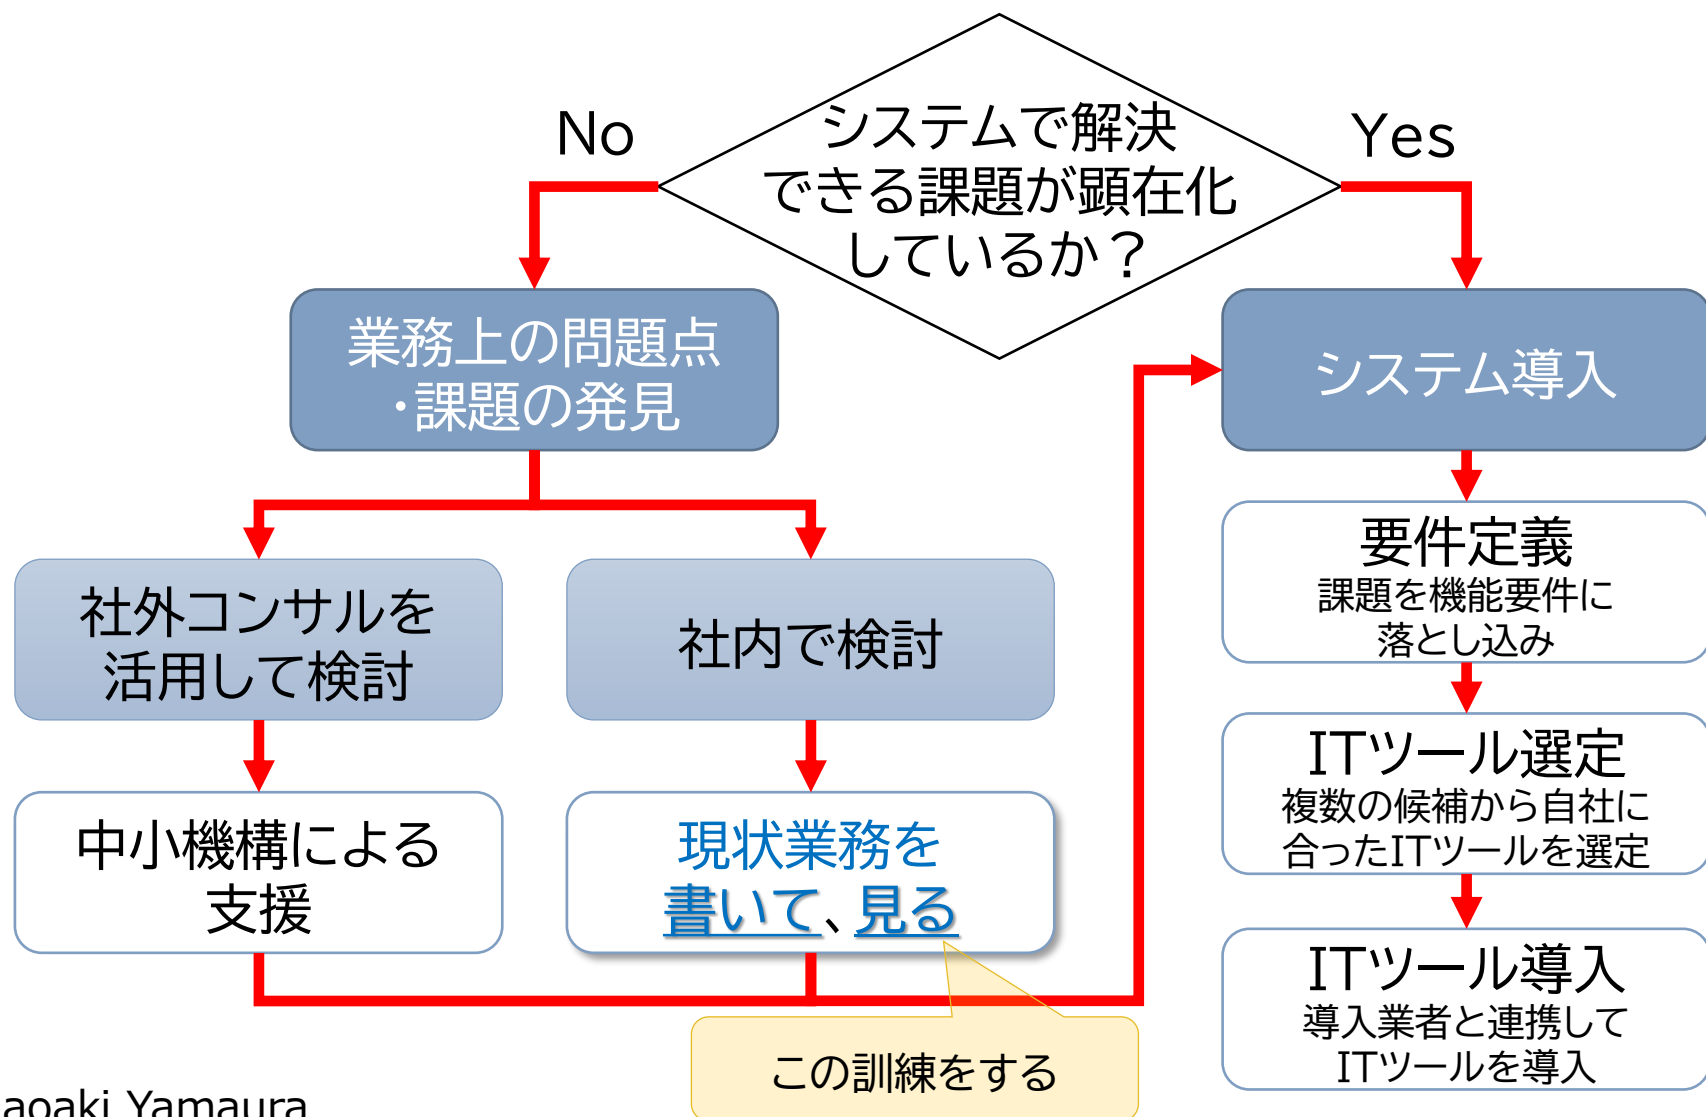 システムで解決
できる課題が顕在化
しているか？
No
Yes
業務上の問題点
・課題の発見
システム導入
社外コンサルを
活用して検討
社内で検討
中小機構による
支援
現状業務を
書いて、見る
この訓練をする
要件定義
課題を機能要件に
落とし込み
ITツール選定
複数の候補から自社に
合ったITツールを選定
ITツール導入
導入業者と連携して
ITツールを導入
aoaki Yamaura